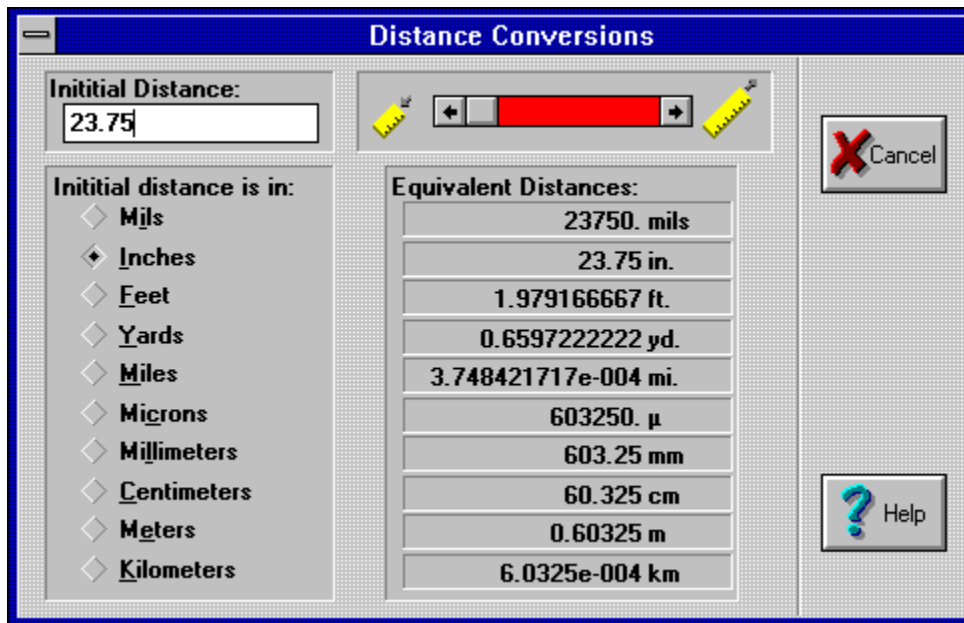 Distance Conversions
Inititial Distance:
23.75
Cancel
Inititial distance is in:
Mils
Inches
Feet
Yards
Miles
Microns
Millimeters
Centimeters
Meters
Kilometers
Equivalent Distances:
23750. mils
23.75 in.
1.979166667 ft.
0.6597222222 yd.
3.748421717e-004 mi.
603250. µ
603.25 mm
60.325 cm
0.60325 m
6.0325e-004 km
Help